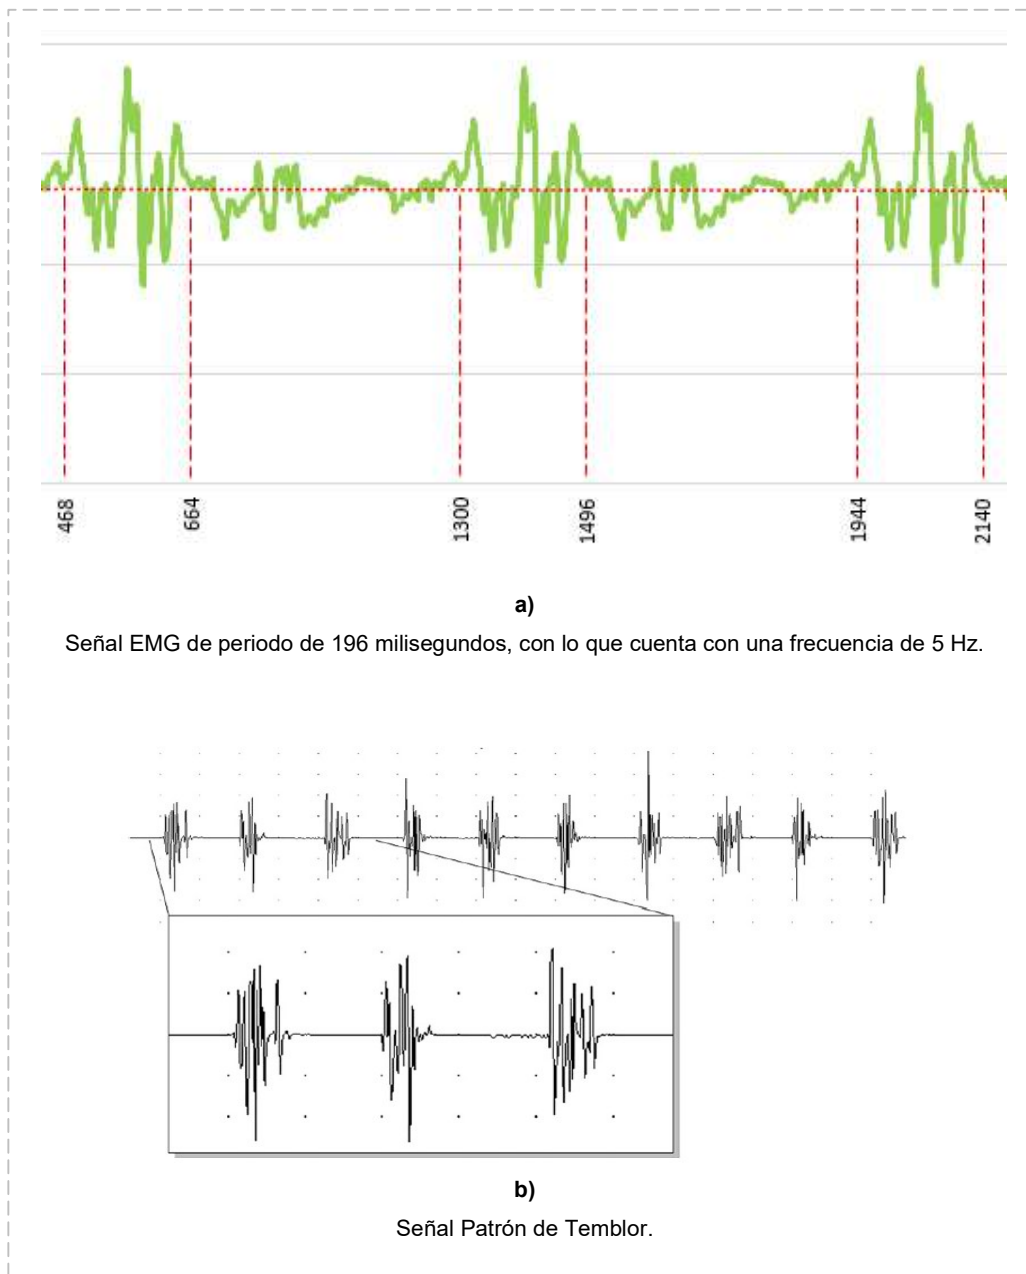 468
664
1300
1496
1944
2140
a)
Señal EMG de periodo de 196 milisegundos, con lo que cuenta con una frecuencia de 5 Hz.
b)
Señal Patrón de Temblor.